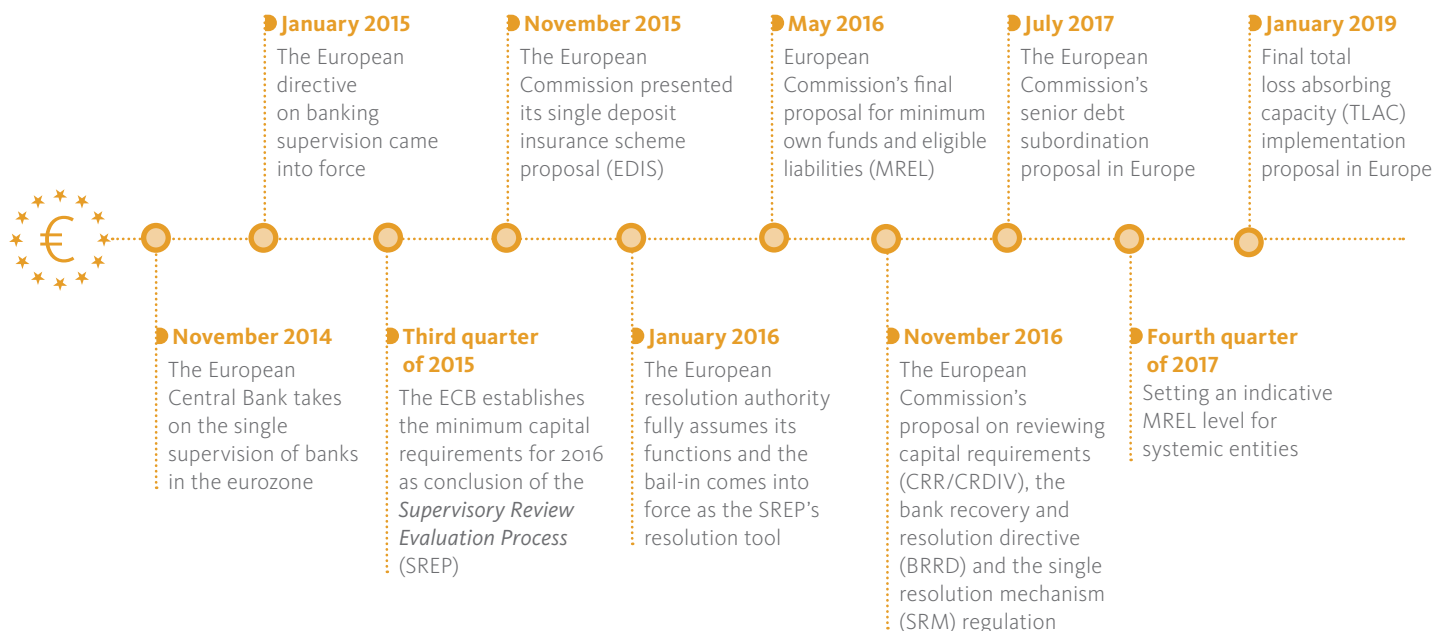 January 2015
The European
directive
on banking
supervision came
into force
November 2015
The European
Commission presented
its single deposit
insurance scheme
proposal (EDIS)
May 2016
European
Commission’s final
proposal for minimum
own funds and eligible
liabilities (MREL)
July 2017
The European
Commission’s
senior debt
subordination
proposal in Europe
January 2019
Final total
loss absorbing
capacity (TLAC)
implementation
proposal in Europe
€
November 2014
The European
Central Bank takes
on the single
supervision of banks
in the eurozone
Third quarter
of 2015
The ECB establishes
the minimum capital
requirements for 2016
as conclusion of the
Supervisory Review
Evaluation Process
(SREP)
January 2016
The European
resolution authority
fully assumes its
functions and the
bail-in comes into
force as the SREP’s
resolution tool
November 2016
The European
Commission’s
proposal on reviewing
capital requirements
(CRR/CRDIV), the
bank recovery and
resolution directive
(BRRD) and the single
resolution mechanism
(SRM) regulation
Fourth quarter
of 2017
Setting an indicative
MREL level for
systemic entities